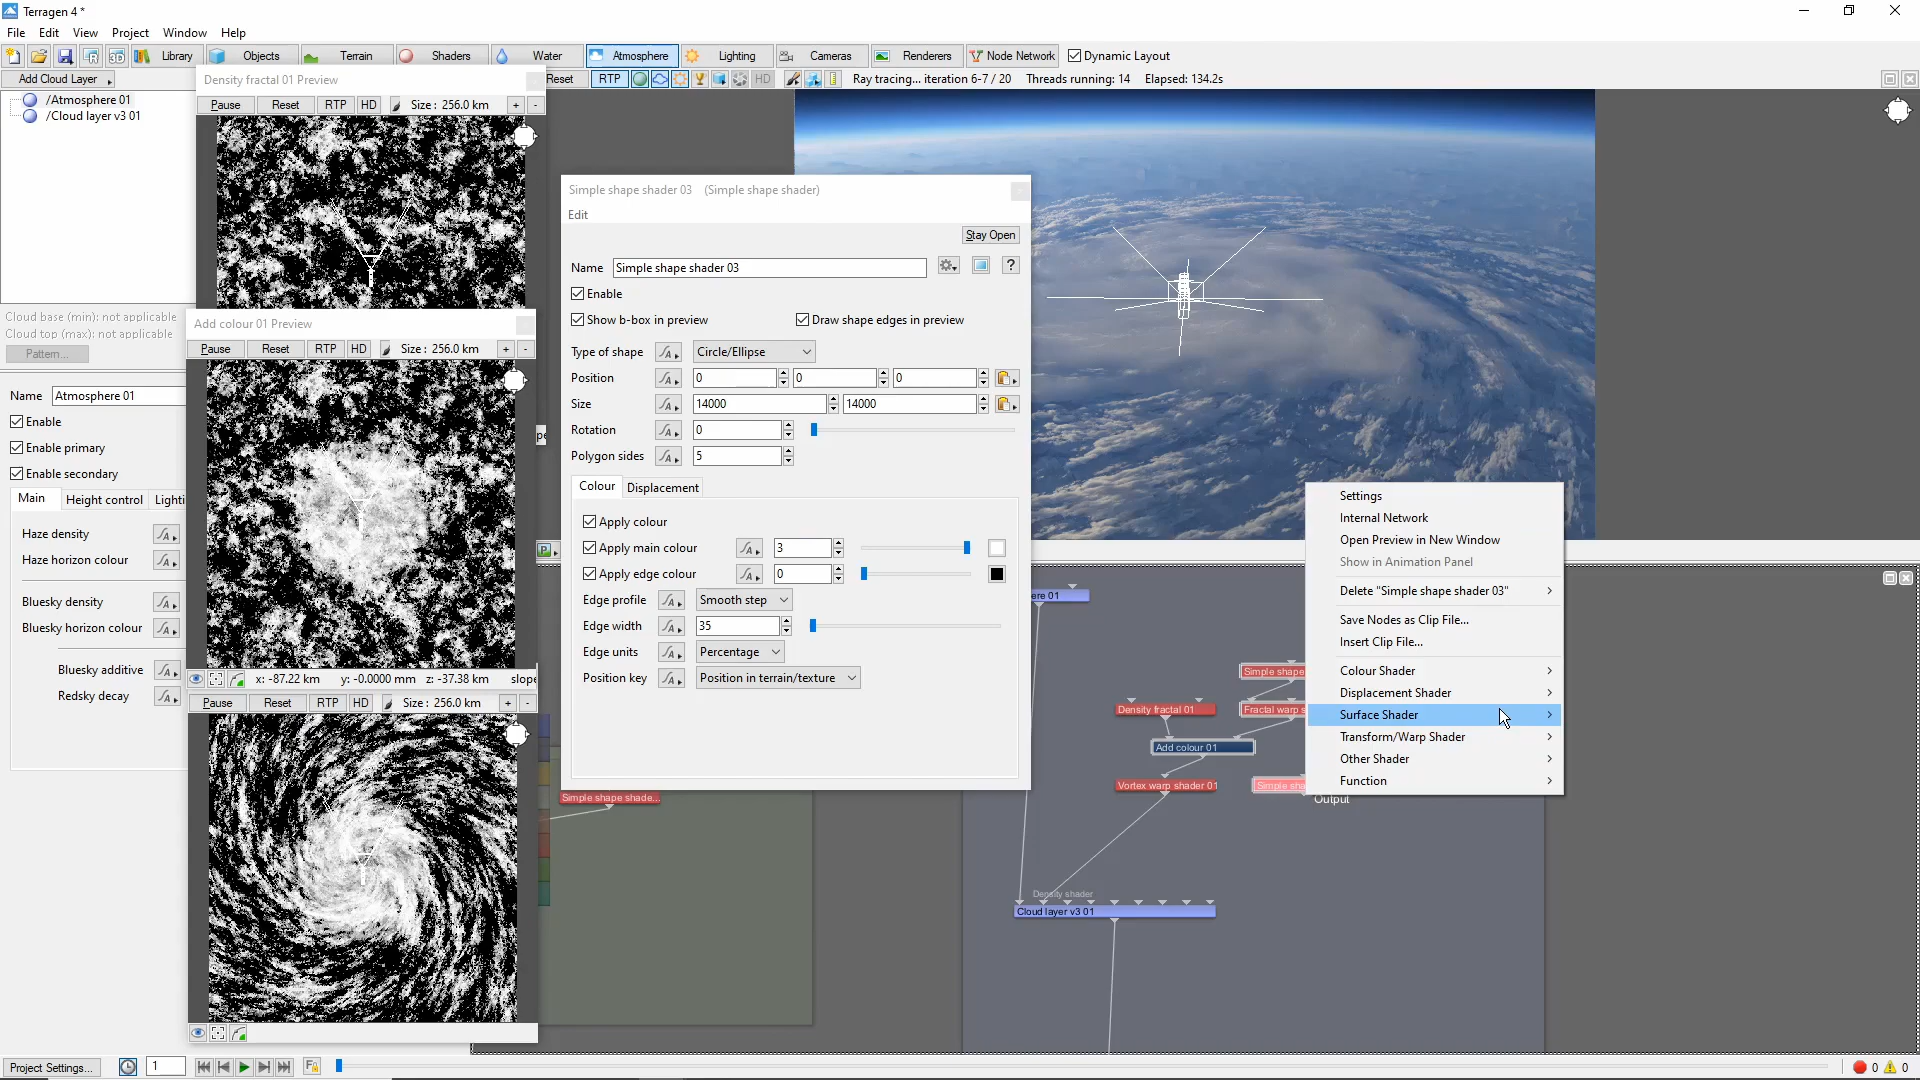 Terragen 4 *
File Edit View Project Window Help
Library Objects Terrain Shaders Water Atmosphere Lighting Cameras Renderers Node Network Dynamic Layout
Add Cloud Layer
Reset RTP HD Ray tracing... iteration 6-7 / 20 Threads running: 14 Elapsed: 134.2s
/Atmosphere 01
/Cloud layer v3 01
Cloud base (min): not applicable
Cloud top (max): not applicable
Pattern...
Name Atmosphere 01
Enable
Enable primary
Enable secondary
Main Height control Lighti
Haze density
Haze horizon colour
Bluesky density
Bluesky horizon colour
Bluesky additive
Redsky decay
Density fractal 01 Preview
Pause Reset RTP HD Size: 256.0 km + -
Add colour 01 Preview
Pause Reset RTP HD Size: 256.0 km + -
x: -87.22 km y: -0.0000 mm z: -37.38 km slope
Pause Reset RTP HD Size: 256.0 km + -
Simple shape shader 03 (Simple shape shader)
Edit
Stay Open
Name Simple shape shader 03 ?
Enable
Show b-box in preview Draw shape edges in preview
Type of shape Circle/Ellipse
Position 0 0 0
Size 14000 14000
Rotation 0
Polygon sides 5
Colour Displacement
Apply colour
Apply main colour 3
Apply edge colour 0
Edge profile Smooth step
Edge width 35
Edge units Percentage
Position key Position in terrain/texture
Simple shape shade...
ere 01
Simple shape
Density fractal 01
Fractal warp s
Add colour 01
Vortex warp shader 01
Simple sha
Output
Density shader
Cloud layer v3 01
Settings
Internal Network
Open Preview in New Window
Show in Animation Panel
Delete "Simple shape shader 03"
Save Nodes as Clip File...
Insert Clip File...
Colour Shader
Displacement Shader
Surface Shader
Transform/Warp Shader
Other Shader
Function
Project Settings... 1 0 0